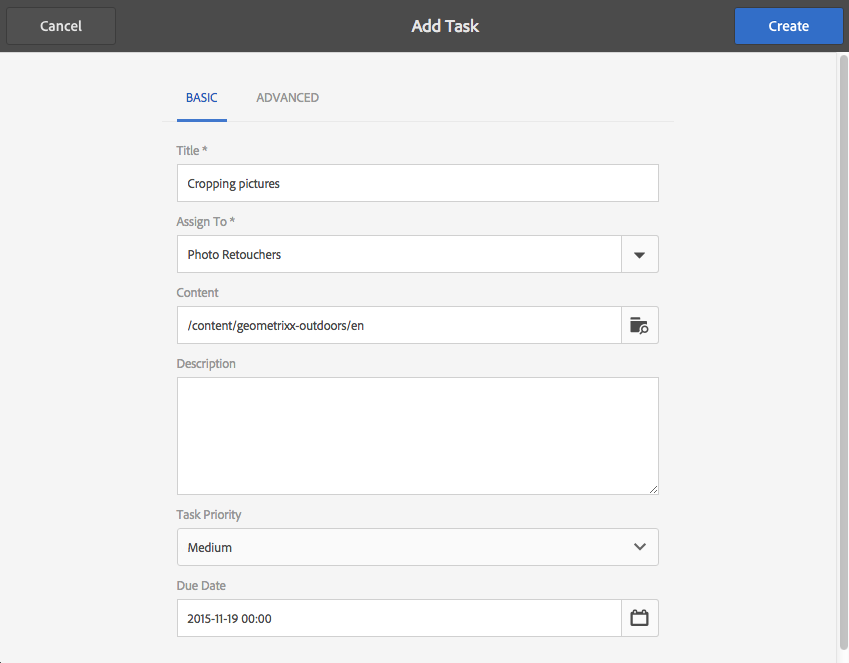 Cancel
Add Task
Create
BASIC
ADVANCED
Title *
Cropping pictures
Assign To *
Photo Retouchers
Content
/content/geometrixx-outdoors/en
Description
Task Priority
Medium
Due Date
2015-11-19 00:00